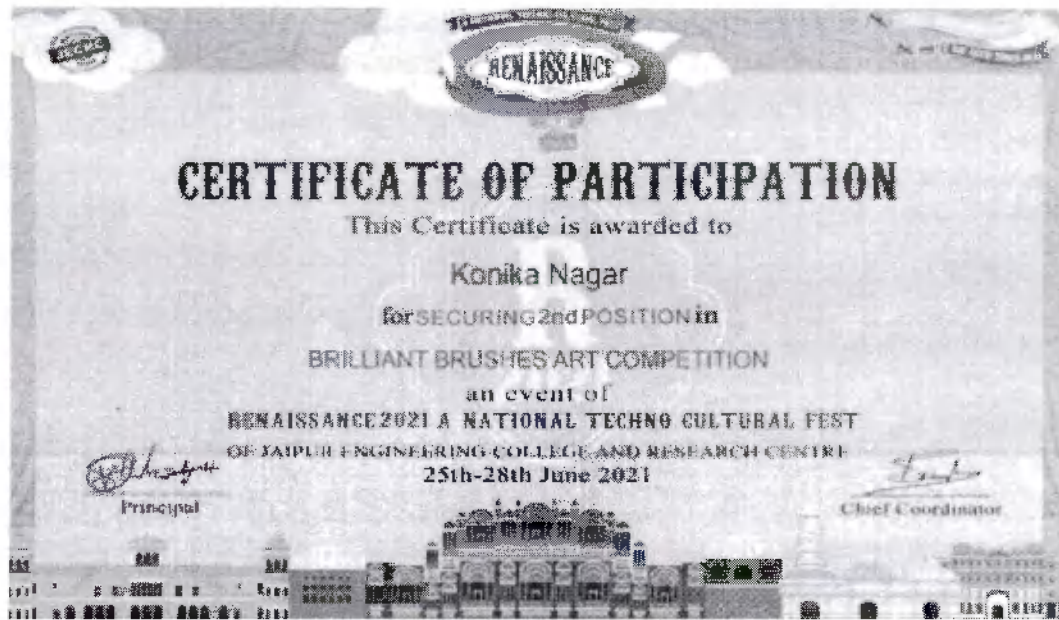 RENAISSANCE
CERTIFICATE OF PARTICIPATION
This Certificate is awarded to
Konika Nagar
for SECURING 2nd POSITION in
BRILLIANT BRUSHES ART COMPETITION
an event of
RENAISSANCE 2021 A NATIONAL TECHNO CULTURAL FEST
OF JAIPUR ENGINEERING COLLEGE AND RESEARCH CENTRE
25th-28th June 2021
Principal
Chief Coordinator